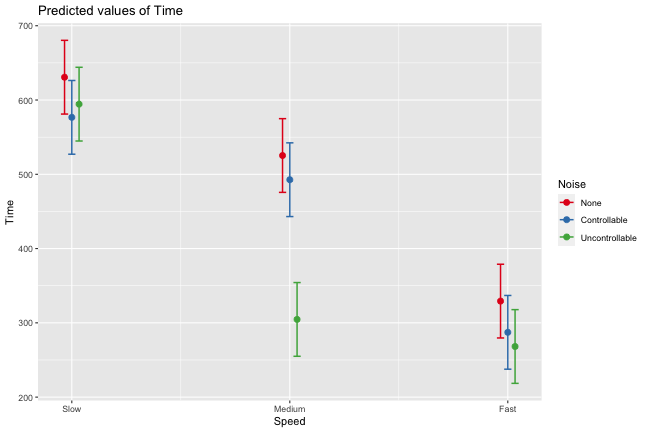 Predicted values of Time
700
600
500
400
300
200
Time
Slow
Medium
Fast
Speed
Noise
None
Controllable
Uncontrollable